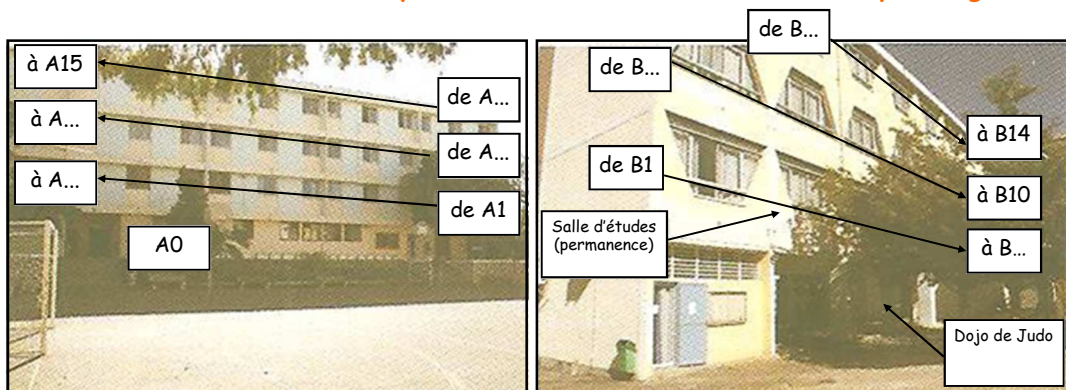 à A15
de A...
à A...
de A...
à A...
de A1
A0
de B...
de B...
à B14
de B1
à B10
Salle d'études
(permanence)
à B...
Dojo de Judo